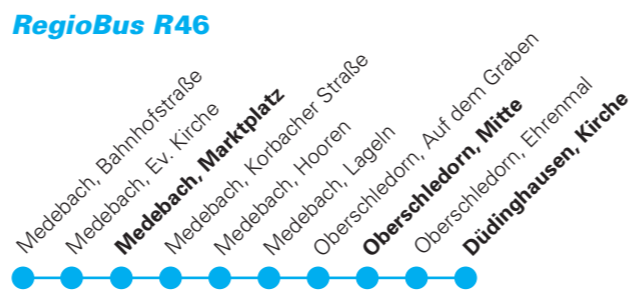 RegioBus R46
Medebach, Bahnhofstraße
Medebach, Ev. Kirche
Medebach, Marktplatz
Medebach, Korbacher Straße
Medebach, Hooren
Medebach, Lageln
Oberschledorn, Auf dem Graben
Oberschledorn, Mitte
Oberschledorn, Ehrenmal
Düdinghausen, Kirche